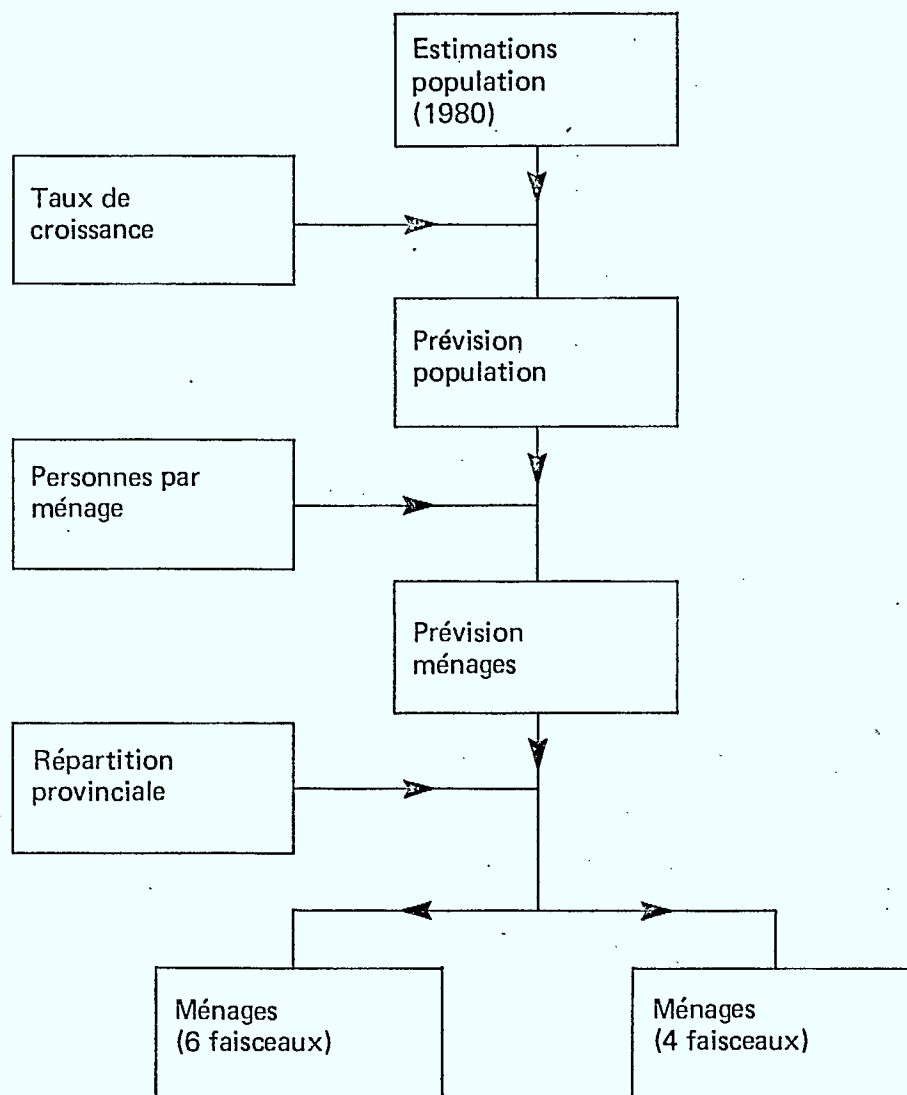 Estimations
population
(1980)
Taux de
croissance
Prévision
population
Personnes par
ménage
Prévision
ménages
Répartition
provinciale
Ménages
(6 faisceaux)
Ménages
(4 faisceaux)